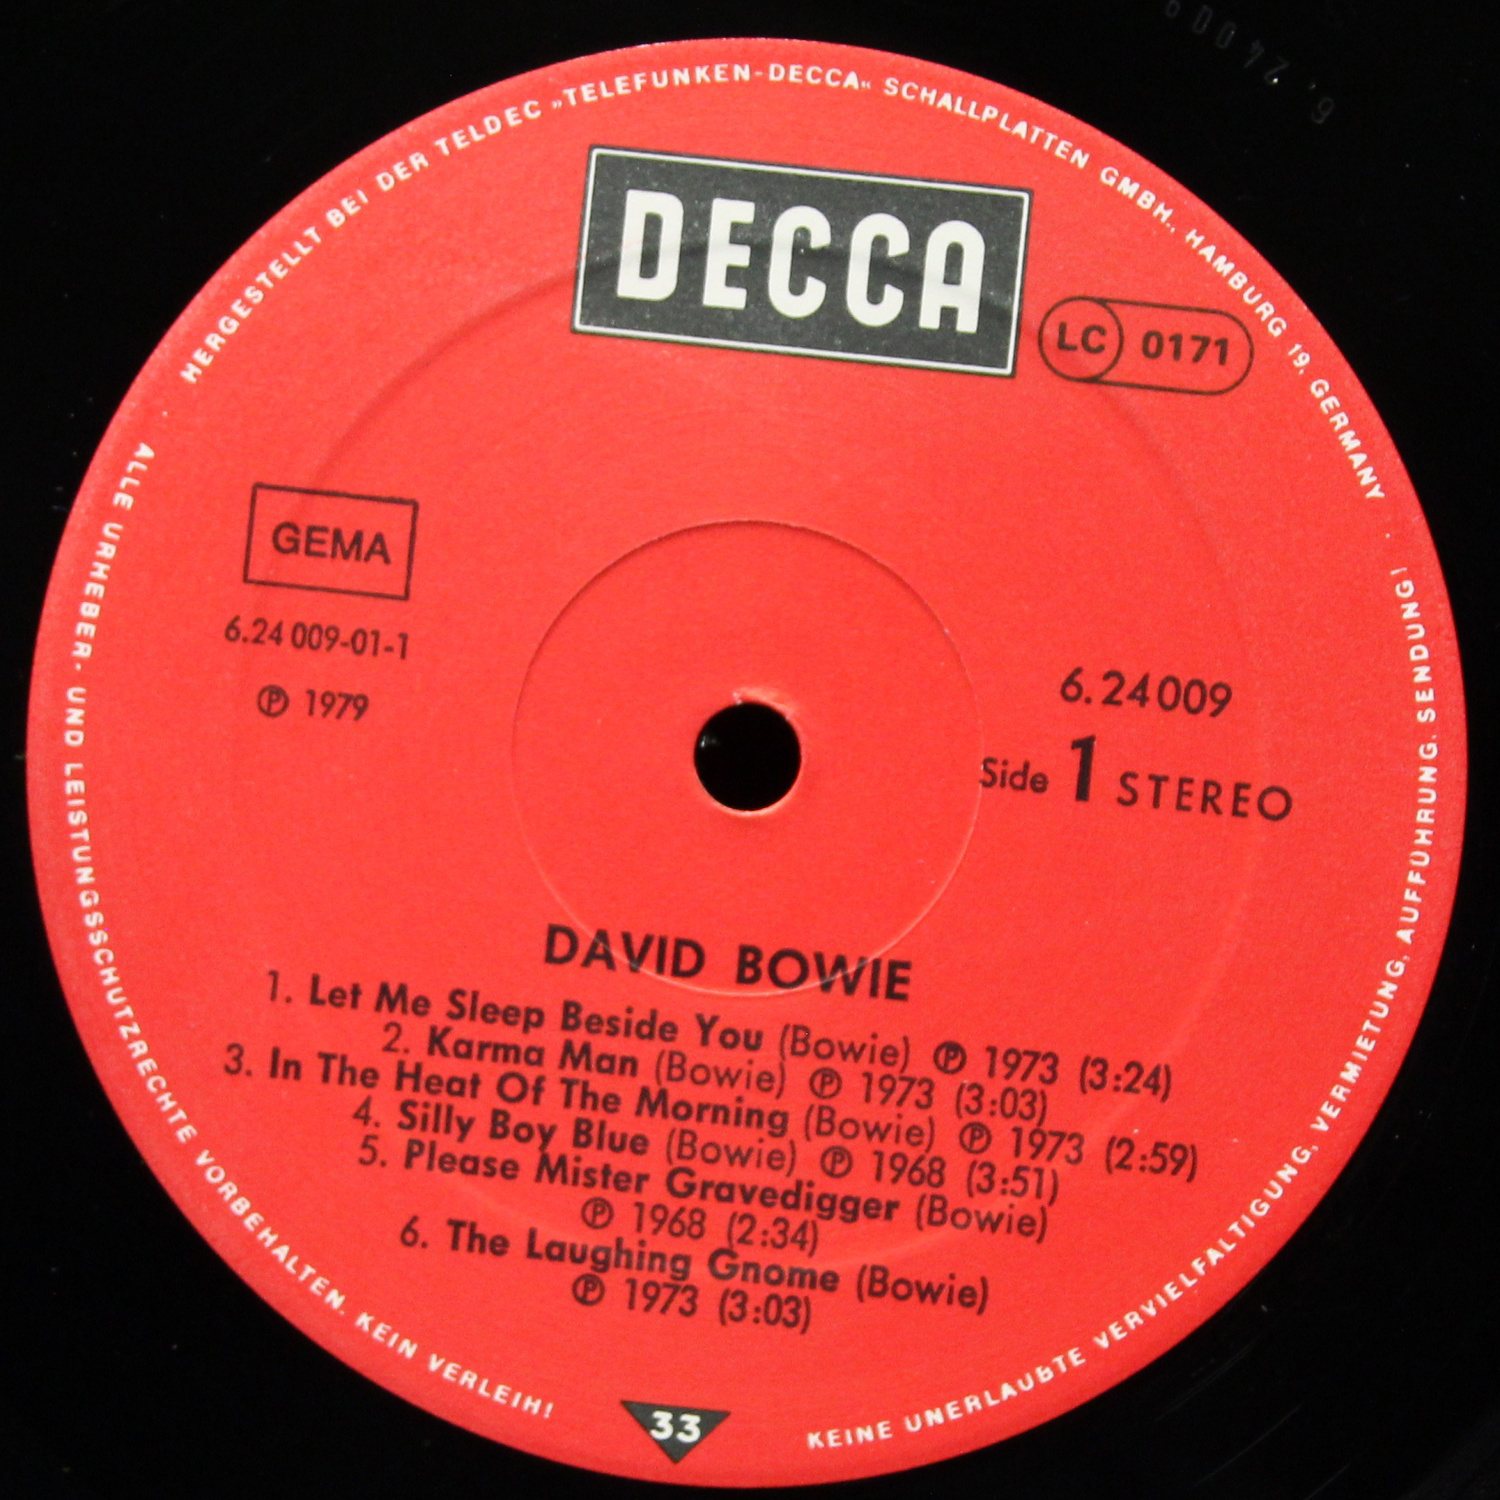 HERGESTELLT BEI DER TELDEC »TELEFUNKEN-DECCA« SCHALLPLATTEN GMBH., HAMBURG 19, GERMANY
DECCA
LC 0171
GEMA
6.24 009-01-1
℗ 1979
6.24009
Side 1 STEREO
DAVID BOWIE
1. Let Me Sleep Beside You (Bowie) ℗ 1973 (3:24)
2. Karma Man (Bowie) ℗ 1973 (3:03)
3. In The Heat Of The Morning (Bowie) ℗ 1973 (2:59)
4. Silly Boy Blue (Bowie) ℗ 1968 (3:51)
5. Please Mister Gravedigger (Bowie)
℗ 1968 (2:34)
6. The Laughing Gnome (Bowie)
℗ 1973 (3:03)
33
ALLE URHEBER- UND LEISTUNGSSCHUTZRECHTE VORBEHALTEN. KEIN VERLEIH!
KEINE UNERLAUBTE VERVIELFÄLTIGUNG, VERMIETUNG, AUFFÜHRUNG, SENDUNG!
6.24009